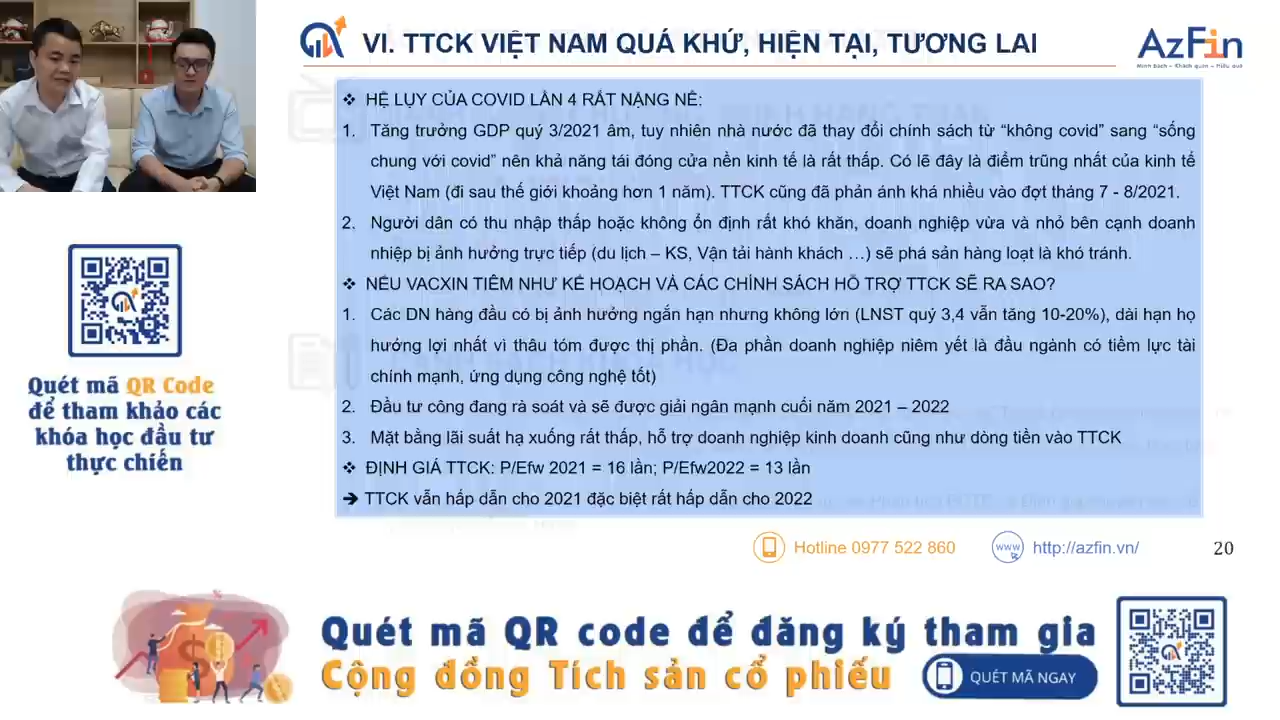 VI. TTCK VIỆT NAM QUÁ KHỨ, HIỆN TẠI, TƯƠNG LAI
AzFin
Minh bạch – Khách quan – Hiệu quả
❖ HỆ LỤY CỦA COVID LẦN 4 RẤT NẶNG NỀ:
1. Tăng trưởng GDP quý 3/2021 âm, tuy nhiên nhà nước đã thay đổi chính sách từ “không covid” sang “sống
chung với covid” nên khả năng tái đóng cửa nền kinh tế là rất thấp. Có lẽ đây là điểm trũng nhất của kinh tế
Việt Nam (đi sau thế giới khoảng hơn 1 năm). TTCK cũng đã phản ánh khá nhiều vào đợt tháng 7 - 8/2021.
2. Người dân có thu nhập thấp hoặc không ổn định rất khó khăn, doanh nghiệp vừa và nhỏ bên cạnh doanh
nhiệp bị ảnh hưởng trực tiếp (du lịch – KS, Vận tải hành khách …) sẽ phá sản hàng loạt là khó tránh.
❖ NẾU VACXIN TIÊM NHƯ KẾ HOẠCH VÀ CÁC CHÍNH SÁCH HỖ TRỢ TTCK SẼ RA SAO?
1. Các DN hàng đầu có bị ảnh hưởng ngắn hạn nhưng không lớn (LNST quý 3,4 vẫn tăng 10-20%), dài hạn họ
hưởng lợi nhất vì thâu tóm được thị phần. (Đa phần doanh nghiệp niêm yết là đầu ngành có tiềm lực tài
chính mạnh, ứng dụng công nghệ tốt)
2. Đầu tư công đang rà soát và sẽ được giải ngân mạnh cuối năm 2021 – 2022
3. Mặt bằng lãi suất hạ xuống rất thấp, hỗ trợ doanh nghiệp kinh doanh cũng như dòng tiền vào TTCK
❖ ĐỊNH GIÁ TTCK: P/Efw 2021 = 16 lần; P/Efw2022 = 13 lần
➔ TTCK vẫn hấp dẫn cho 2021 đặc biệt rất hấp dẫn cho 2022
Quét mã QR Code
để tham khảo các
khóa học đầu tư
thực chiến
Hotline 0977 522 860
www
http://azfin.vn/
20
Quét mã QR code để đăng ký tham gia
Cộng đồng Tích sản cổ phiếu
QUÉT MÃ NGAY